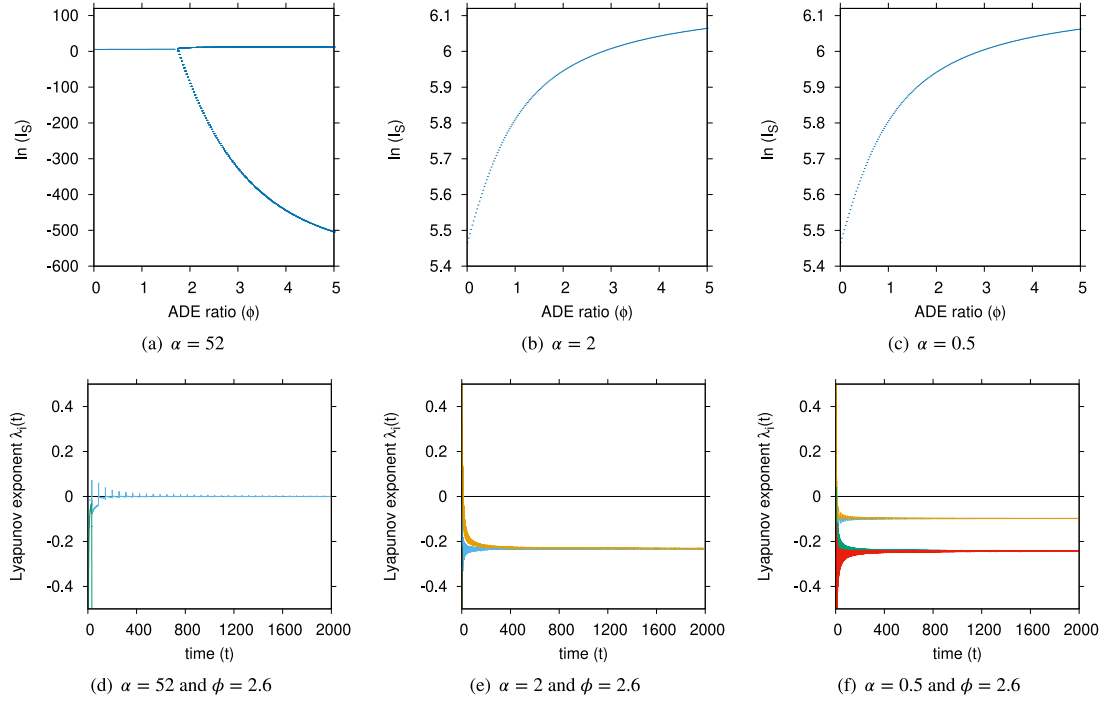 100
0
-100
-200
-300
-400
-500
-600
ln (I_S)
0 1 2 3 4 5
ADE ratio (ϕ)
(a) α = 52
6.1
6
5.9
5.8
5.7
5.6
5.5
5.4
ln (I_S)
0 1 2 3 4 5
ADE ratio (ϕ)
(b) α = 2
6.1
6
5.9
5.8
5.7
5.6
5.5
5.4
ln (I_S)
0 1 2 3 4 5
ADE ratio (ϕ)
(c) α = 0.5
0.4
0.2
0
-0.2
-0.4
Lyapunov exponent λ_i(t)
0 400 800 1200 1600 2000
time (t)
(d) α = 52 and ϕ = 2.6
0.4
0.2
0
-0.2
-0.4
Lyapunov exponent λ_i(t)
0 400 800 1200 1600 2000
time (t)
(e) α = 2 and ϕ = 2.6
0.4
0.2
0
-0.2
-0.4
Lyapunov exponent λ_i(t)
0 400 800 1200 1600 2000
time (t)
(f) α = 0.5 and ϕ = 2.6